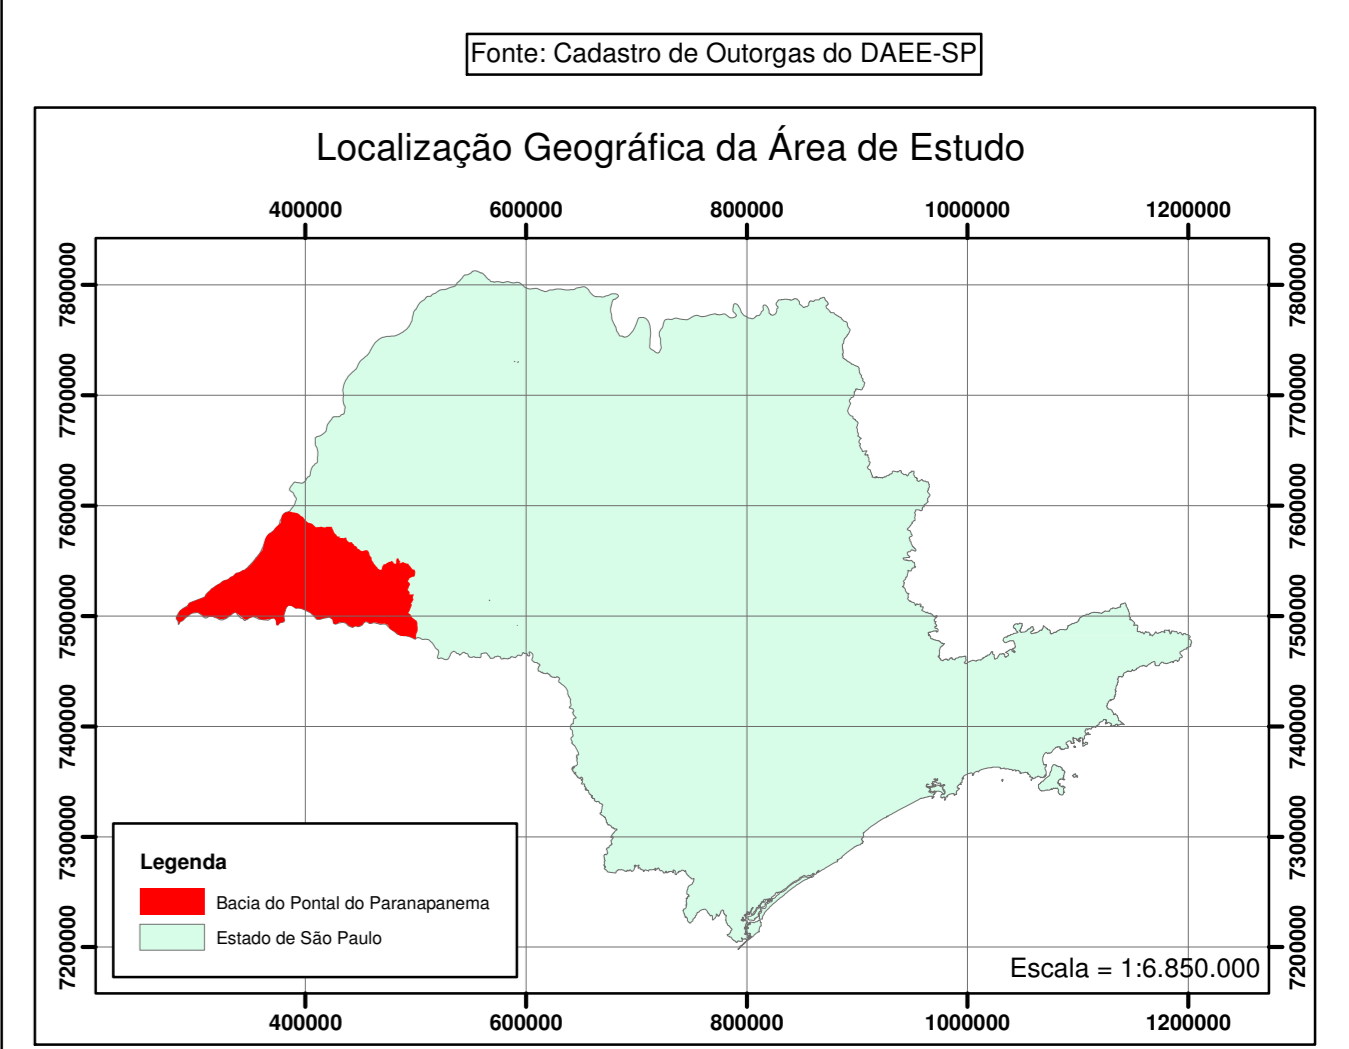 Fonte: Cadastro de Outorgas do DAEE-SP
Localização Geográfica da Área de Estudo
400000 600000 800000 1000000 1200000
7800000 7800000
7700000 7700000
7600000 7600000
7500000 7500000
7400000 7400000
7300000 7300000
7200000 7200000
Legenda
Bacia do Pontal do Paranapanema
Estado de São Paulo
Escala = 1:6.850.000
400000 600000 800000 1000000 1200000